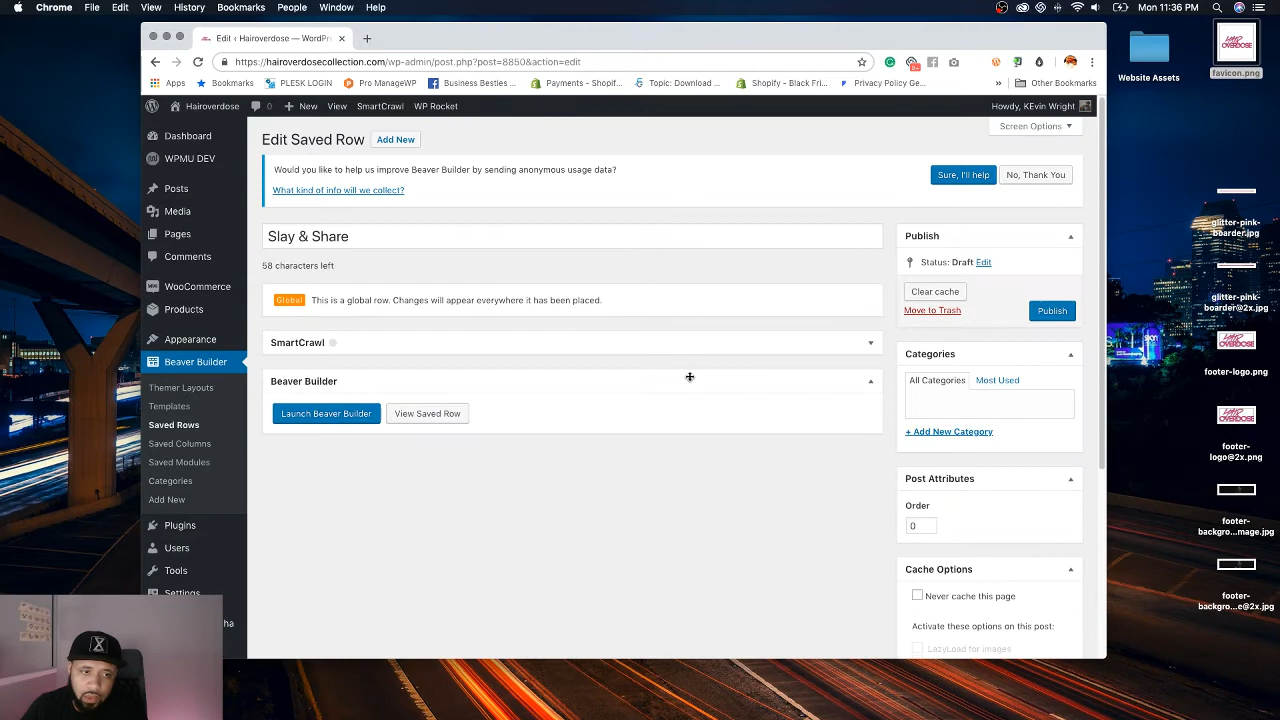 Chrome File Edit View History Bookmarks People Window Help
Mon 11:36 PM
Edit ‹ Hairoverdose — WordPr
https://hairoverdosecollection.com/wp-admin/post.php?post=8850&action=edit
Apps Bookmarks PLESK LOGIN Pro ManageWP Business Besties ... Payments – Shopif... Topic: Download ... Shopify - Black Fri... Privacy Policy Ge... » Other Bookmarks
Hairoverdose 0 New View SmartCrawl WP Rocket Howdy, KEvin Wright
Screen Options
Dashboard
WPMU DEV
Posts
Media
Pages
Comments
WooCommerce
Products
Appearance
Beaver Builder
Themer Layouts
Templates
Saved Rows
Saved Columns
Saved Modules
Categories
Add New
Plugins
Users
Tools
Settings
Edit Saved Row Add New
Would you like to help us improve Beaver Builder by sending anonymous usage data?
What kind of info will we collect?
Sure, I'll help No, Thank You
Slay & Share
58 characters left
Global This is a global row. Changes will appear everywhere it has been placed.
SmartCrawl
Beaver Builder
Launch Beaver Builder View Saved Row
Publish
Status: Draft Edit
Clear cache
Move to Trash Publish
Categories
All Categories Most Used
+ Add New Category
Post Attributes
Order
0
Cache Options
Never cache this page
Activate these options on this post:
LazyLoad for images
Website Assets
favicon.png
glitter-pink-
boarder.jpg
glitter-pink-
boarder@2x.jpg
footer-logo.png
footer-
logo@2x.png
footer-
backgro...mage.jpg
footer-
backgro...e@2x.jpg